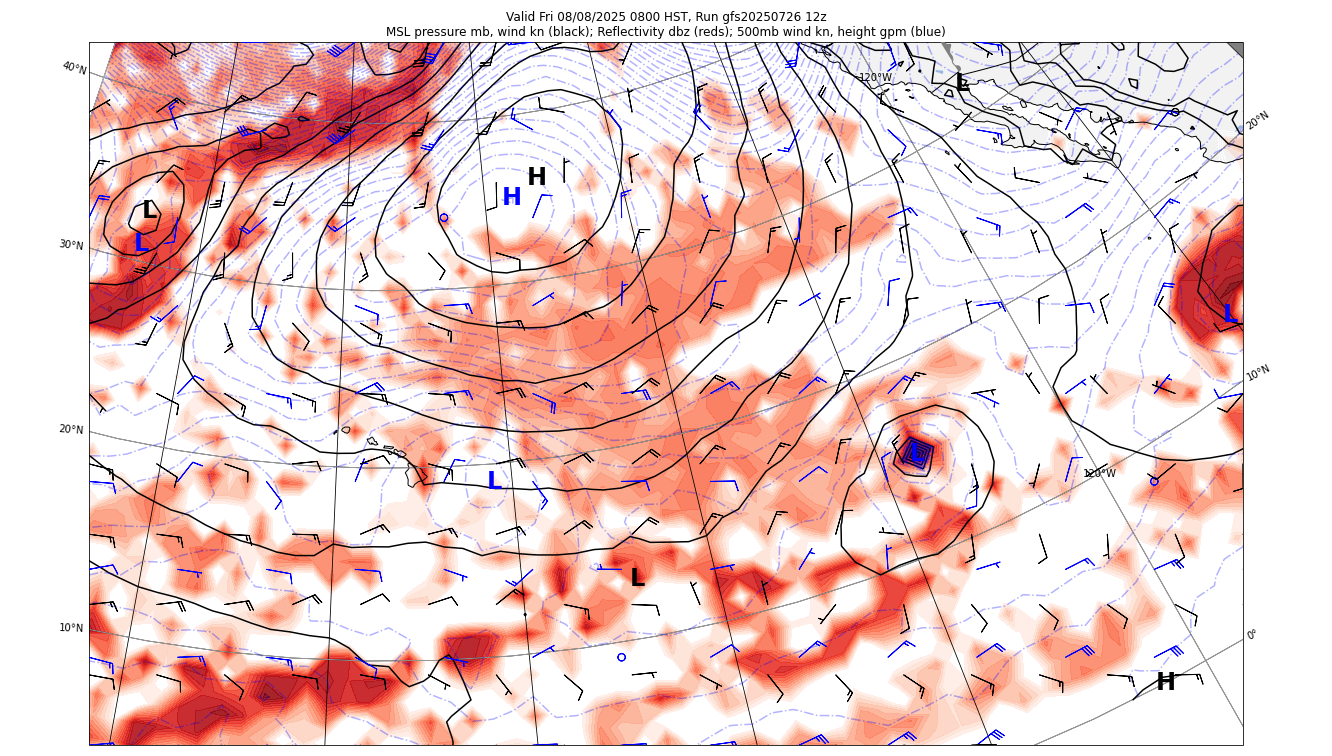 Valid Fri 08/08/2025 0800 HST, Run gfs20250726 12z
MSL pressure mb, wind kn (black); Reflectivity dbz (reds); 500mb wind kn, height gpm (blue)
40°N
120°W
L
20°N
H
H
L
L
30°N
L
10°N
20°N
L
120°W
L
10°N
0°
H